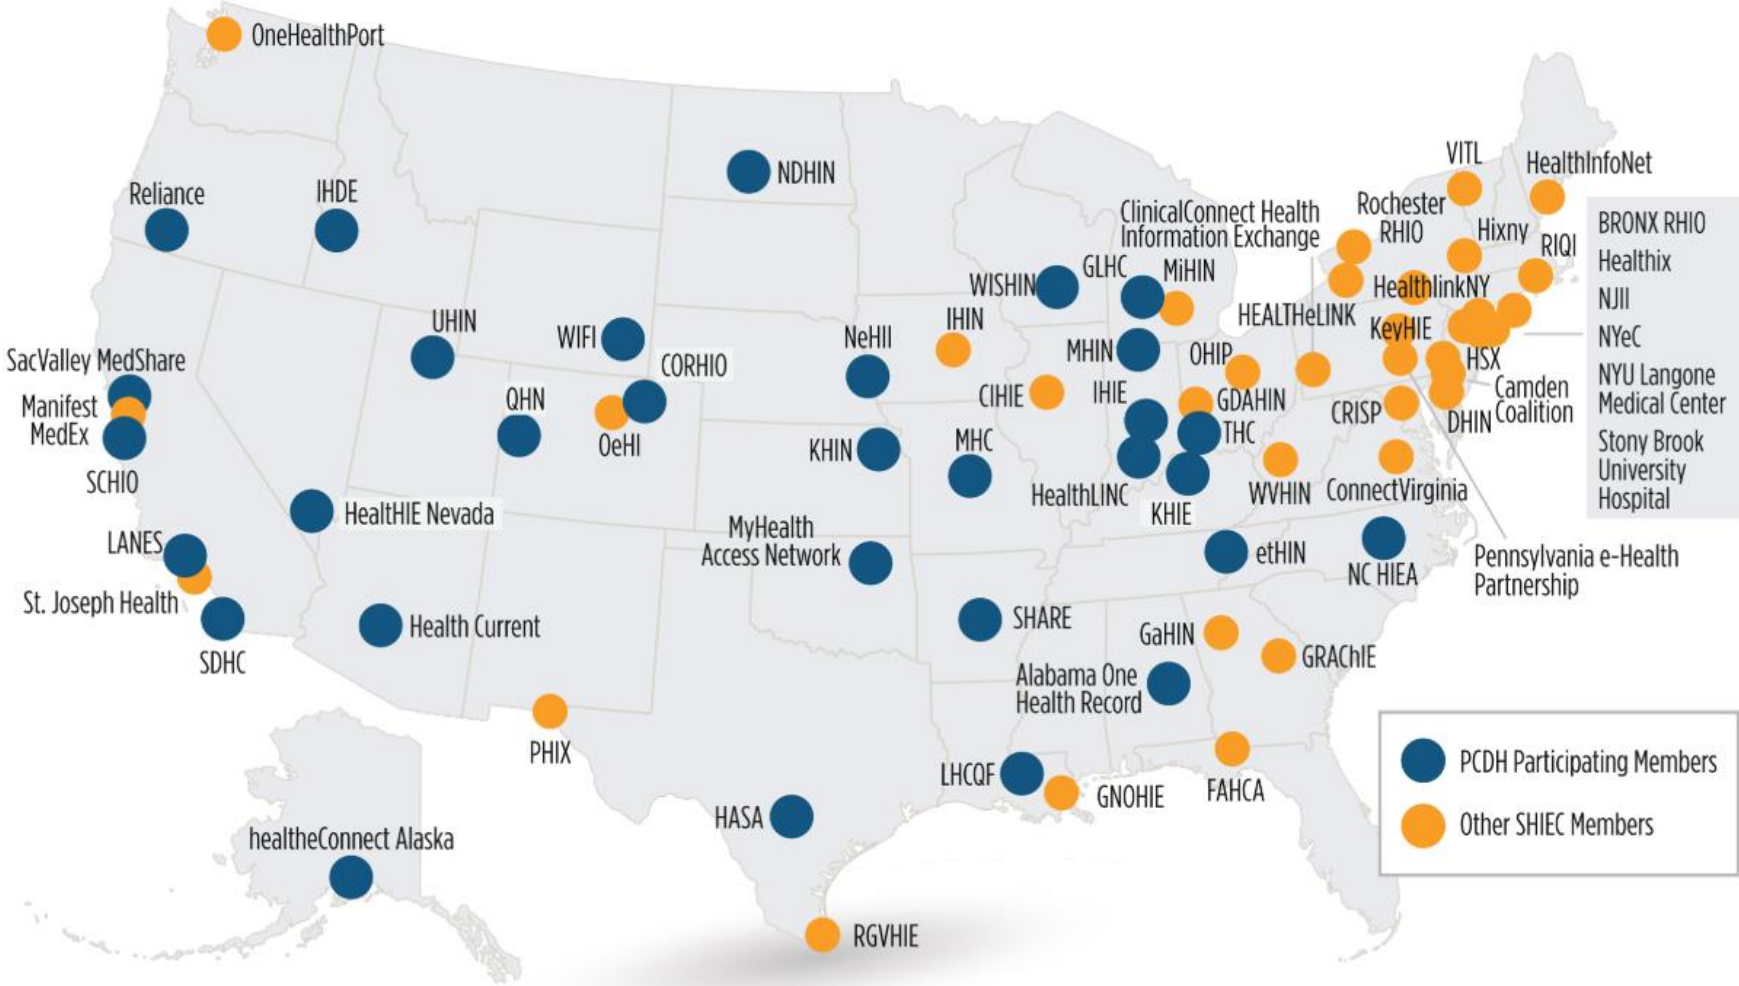 OneHealthPort
NDHIN
Reliance
IHDE
VITL
HealthInfoNet
Rochester
RHIO
Hixny
RIQI
ClinicalConnect Health
Information Exchange
GLHC
MiHIN
WISHIN
HealthlinkNY
HEALTHeLINK
KeyHIE
HSX
Camden
Coalition
DHIN
BRONX RHIO
Healthix
NJII
NYeC
NYU Langone
Medical Center
Stony Brook
University
Hospital
UHIN
WIFI
CORHIO
NeHII
IHIN
MHIN
OHIP
SacValley MedShare
Manifest
MedEx
SCHIO
QHN
OeHI
CIHIE
IHIE
GDAHIN
CRISP
KHIN
MHC
THC
HealthLINC
KHIE
WVHIN
ConnectVirginia
HealtHIE Nevada
LANES
St. Joseph Health
SDHC
Health Current
MyHealth
Access Network
etHIN
NC HIEA
Pennsylvania e-Health
Partnership
SHARE
GaHIN
GRAChIE
Alabama One
Health Record
PHIX
LHCQF
GNOHIE
FAHCA
HASA
healtheConnect Alaska
RGVHIE
PCDH Participating Members
Other SHIEC Members